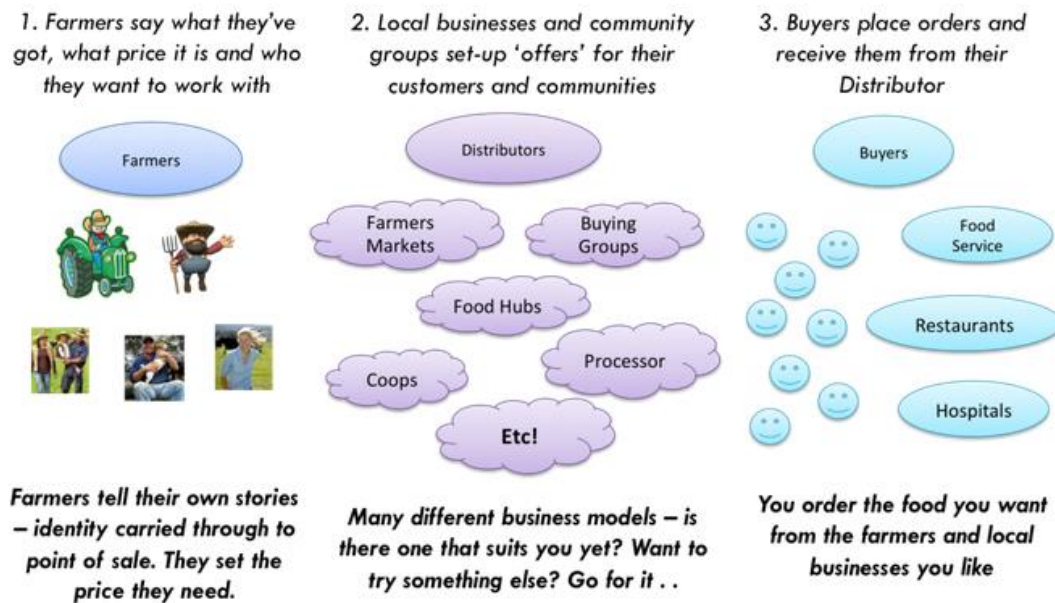 1. Farmers say what they've
got, what price it is and who
they want to work with
Farmers
Farmers tell their own stories
– identity carried through to
point of sale. They set the
price they need.
2. Local businesses and community
groups set-up 'offers' for their
customers and communities
Distributors
Farmers
Markets
Buying
Groups
Food Hubs
Processor
Coops
Etc!
Many different business models – is
there one that suits you yet? Want to
try something else? Go for it . .
3. Buyers place orders and
receive them from their
Distributor
Buyers
Food
Service
Restaurants
Hospitals
You order the food you want
from the farmers and local
businesses you like